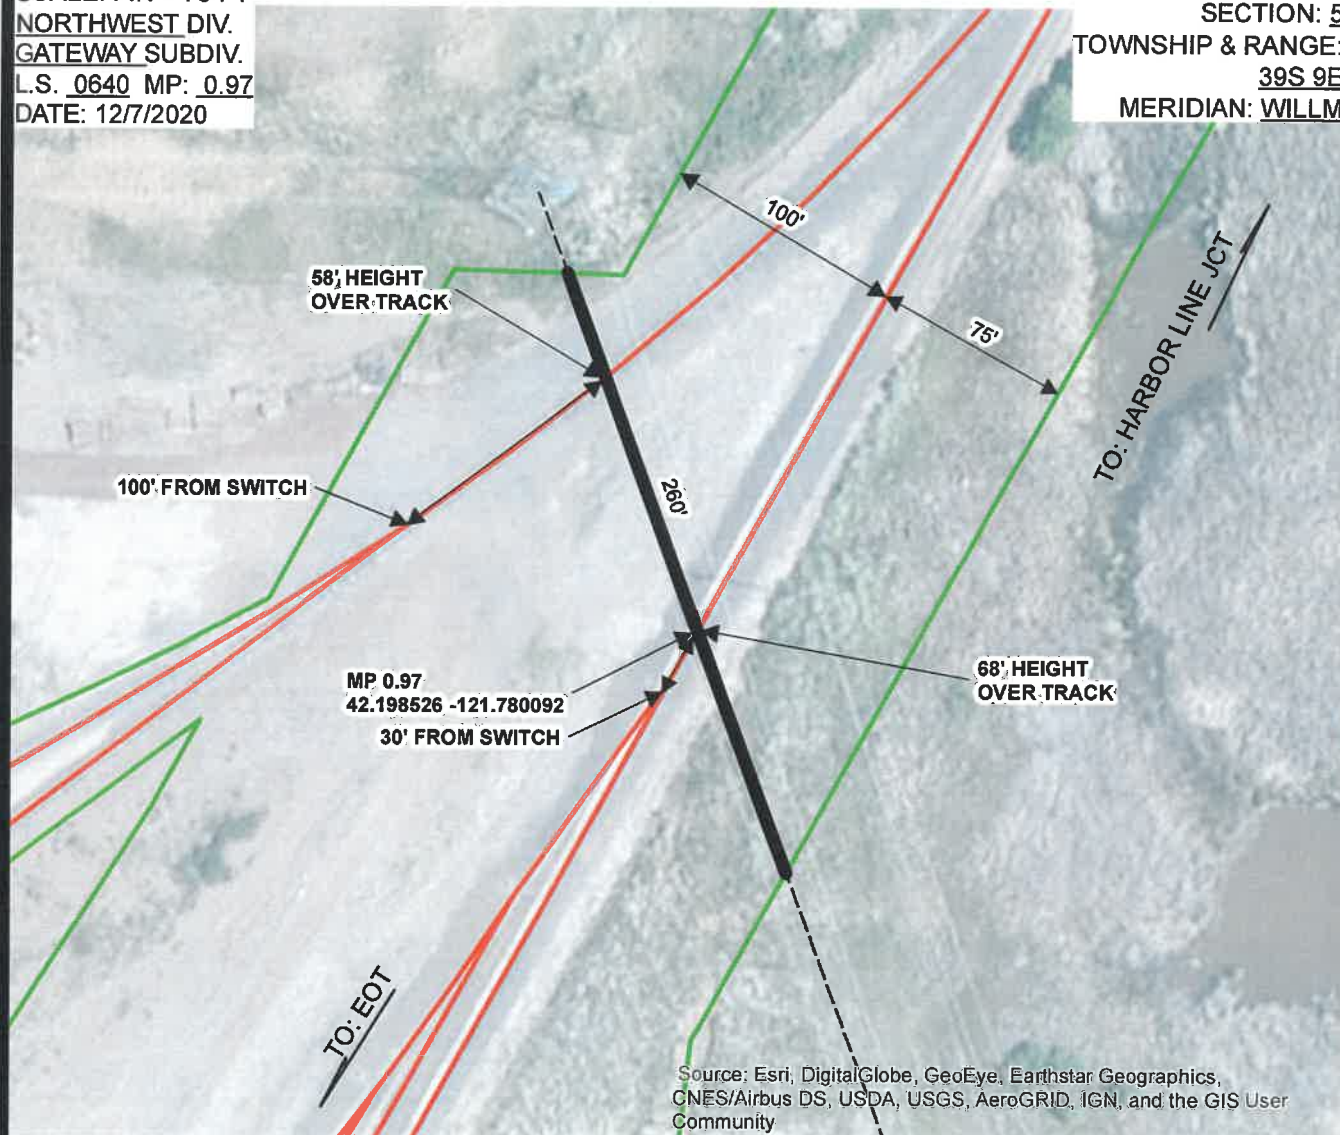 NORTHWEST DIV.
GATEWAY SUBDIV.
L.S. 0640 MP: 0.97
DATE: 12/7/2020
SECTION: 5
TOWNSHIP & RANGE:
39S 9E
MERIDIAN: WILLM
100'
75'
58' HEIGHT
OVER TRACK
TO: HARBOR LINE JCT
100' FROM SWITCH
260'
MP 0.97
42.198526 -121.780092
30' FROM SWITCH
68' HEIGHT
OVER TRACK
TO: EOT
Source: Esri, DigitalGlobe, GeoEye, Earthstar Geographics,
CNES/Airbus DS, USDA, USGS, AeroGRID, IGN, and the GIS User
Community